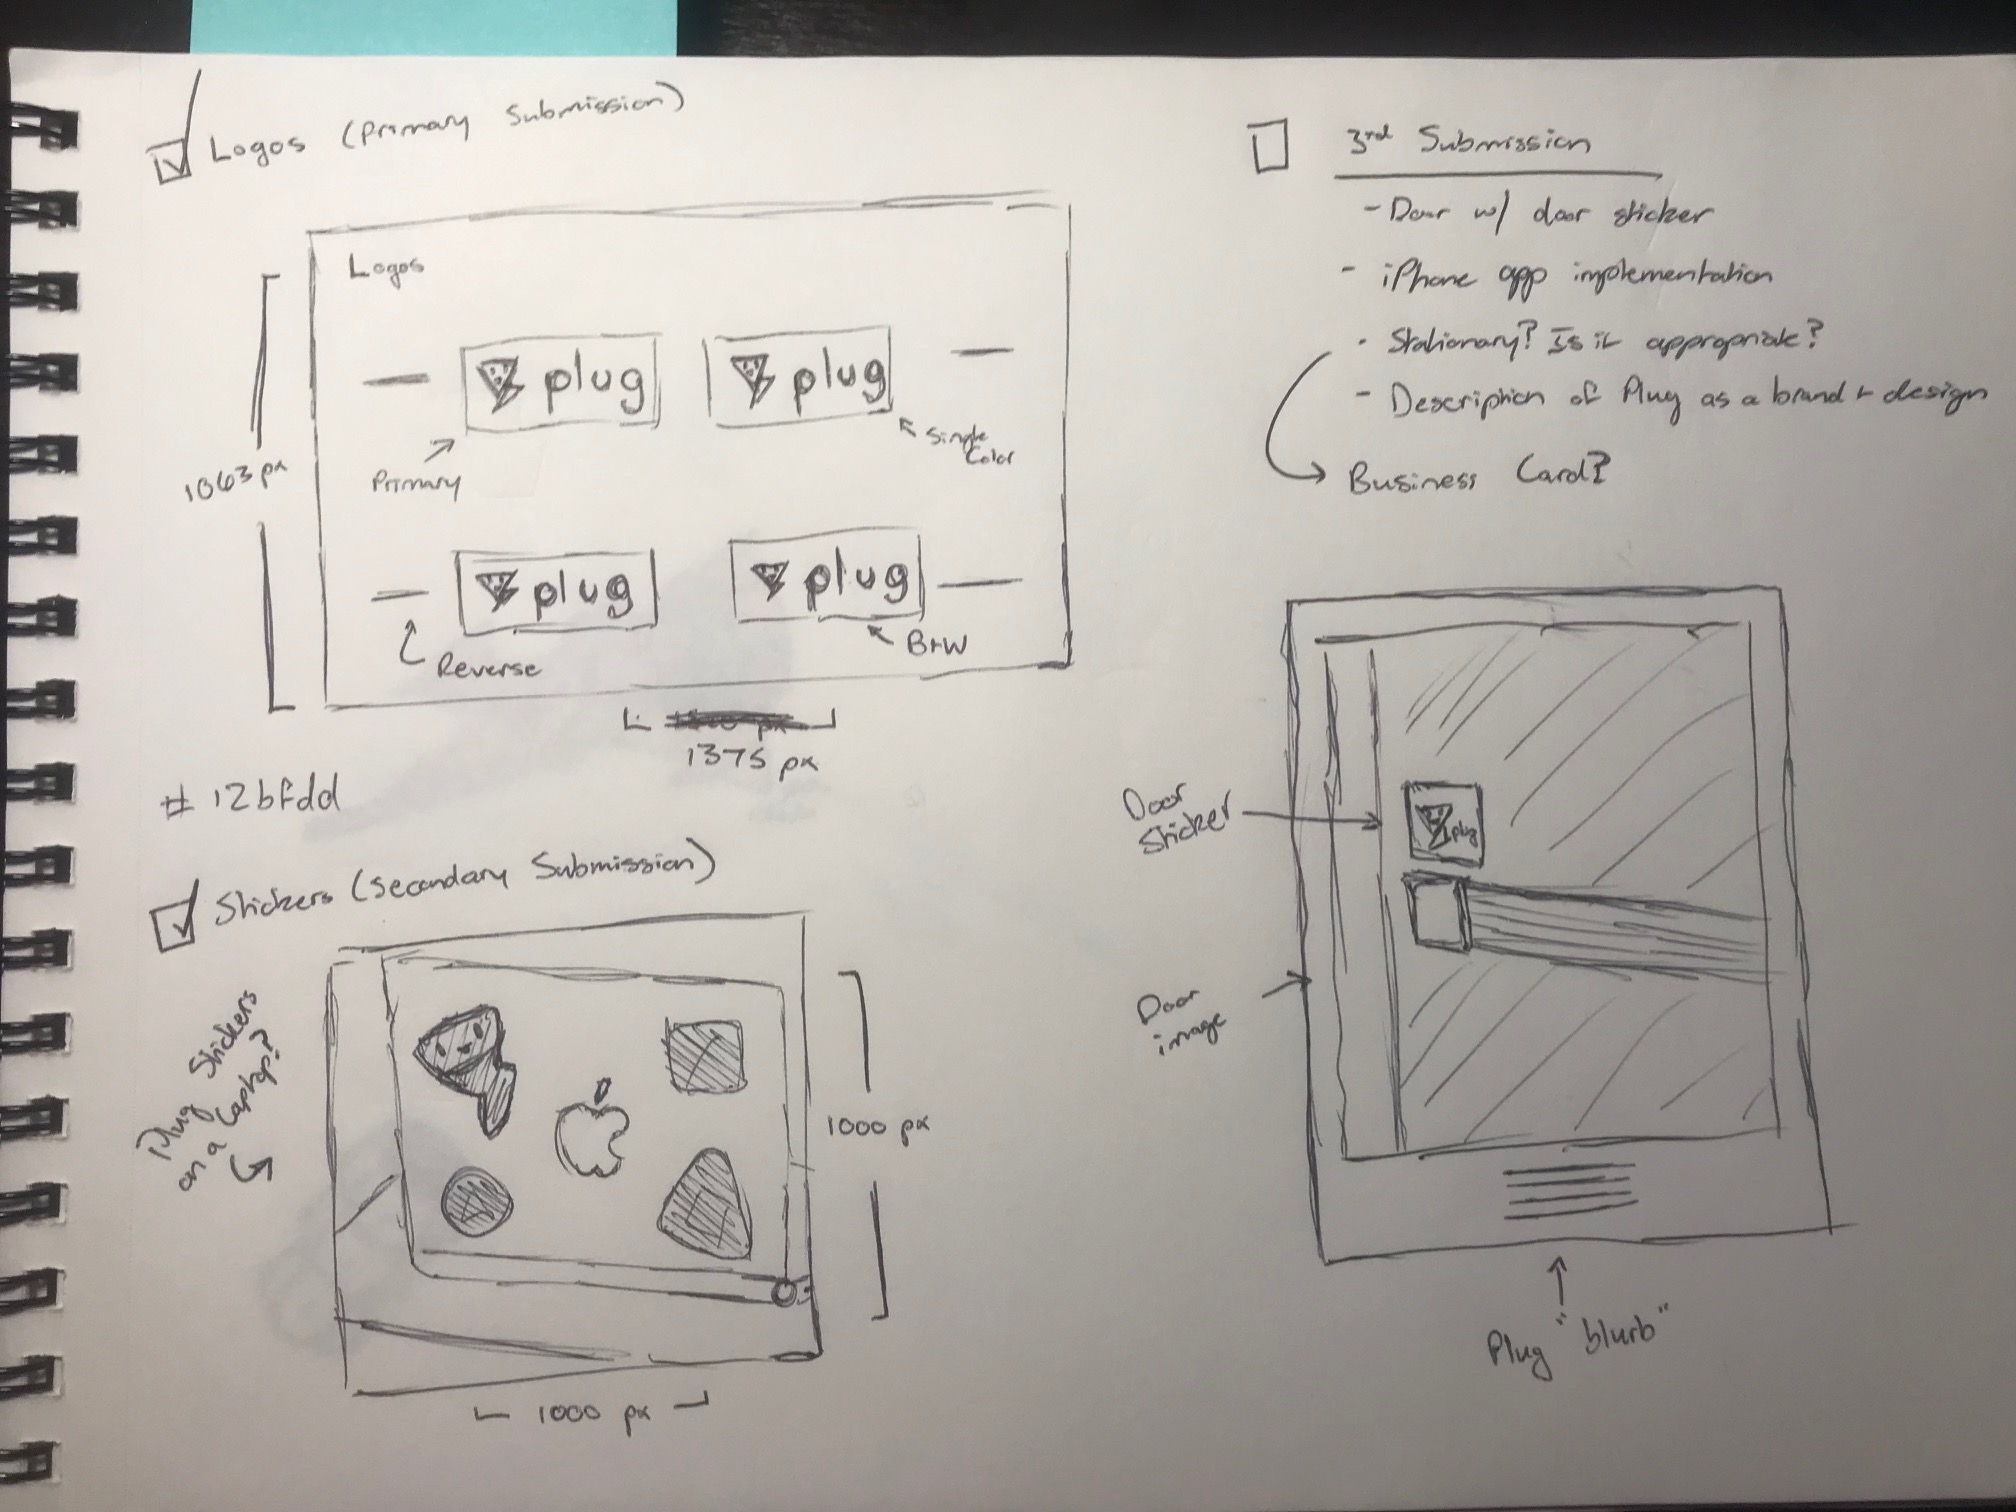 Logos (Primary Submission)
Logos
plug
plug
Primary
Single
Color
1063 px
plug
plug
Reverse
B+W
1375 px
# 12bfdd
Stickers (Secondary Submission)
Plug Stickers
on a Laptop?
1000 px
1000 px
3rd Submission
- Door w/ door sticker
- iPhone app implementation
- Stationary? Is it appropriate?
- Description of Plug as a brand + design
Business Card?
Door
Sticker
plug
Door
image
Plug "blurb"